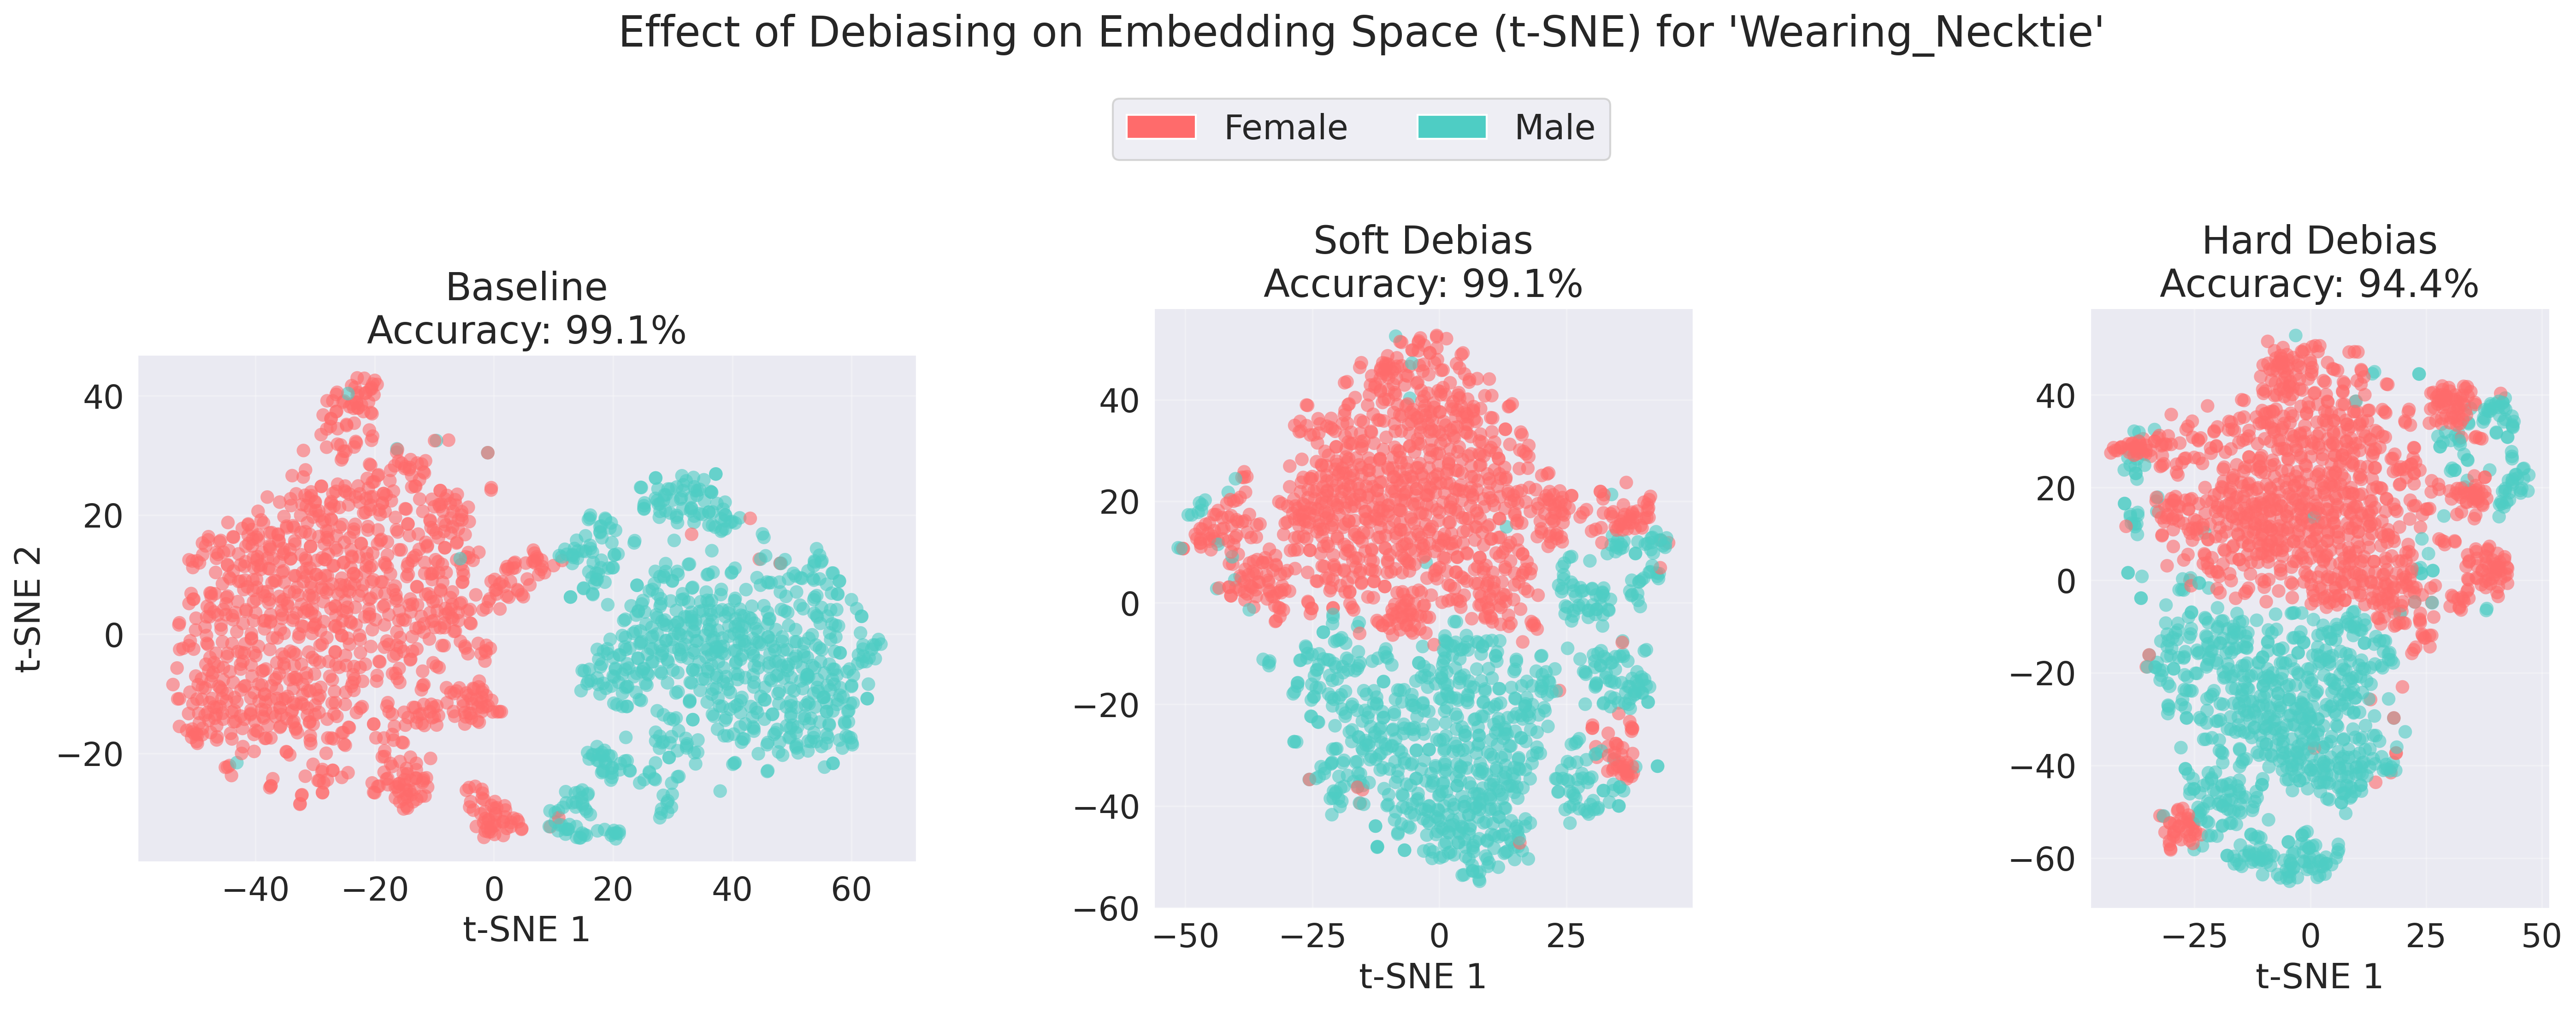 Effect of Debiasing on Embedding Space (t-SNE) for 'Wearing_Necktie'
Female Male
Baseline
Accuracy: 99.1%
t-SNE 2
40
20
0
−20
−40 −20 0 20 40 60
t-SNE 1
Soft Debias
Accuracy: 99.1%
40
20
0
−20
−40
−60
−50 −25 0 25
t-SNE 1
Hard Debias
Accuracy: 94.4%
40
20
0
−20
−40
−60
−25 0 25 50
t-SNE 1